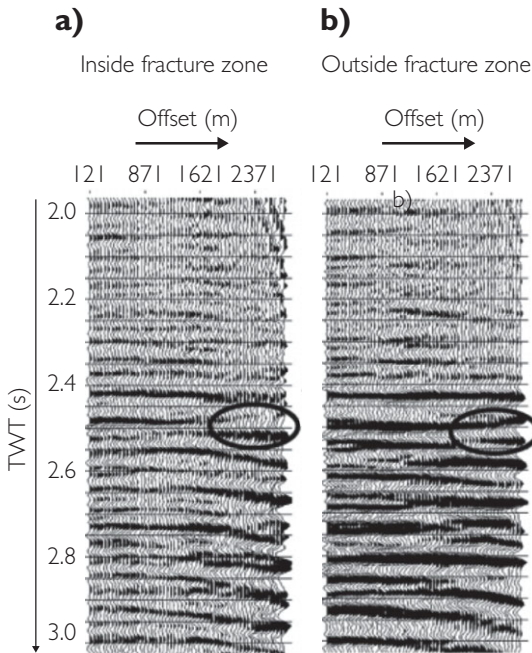 a)
Inside fracture zone
Offset (m)
121 871 1621 2371
b)
Outside fracture zone
Offset (m)
121 871 1621 2371
b)
TWT (s)
2.0
2.2
2.4
2.6
2.8
3.0